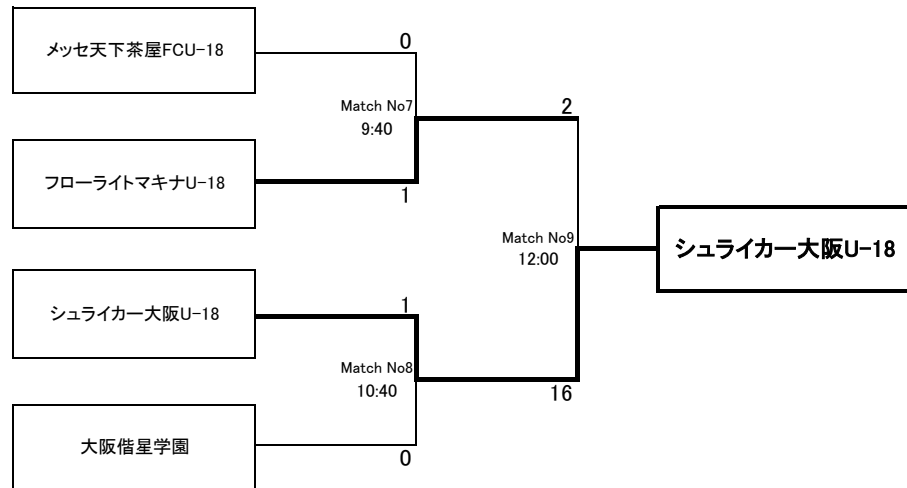 メッセ天下茶屋FCU-18
0
Match No7
9:40
2
フローライトマキナU-18
1
Match No9
12:00
シュライカー大阪U-18
シュライカー大阪U-18
1
Match No8
10:40
16
大阪偕星学園
0